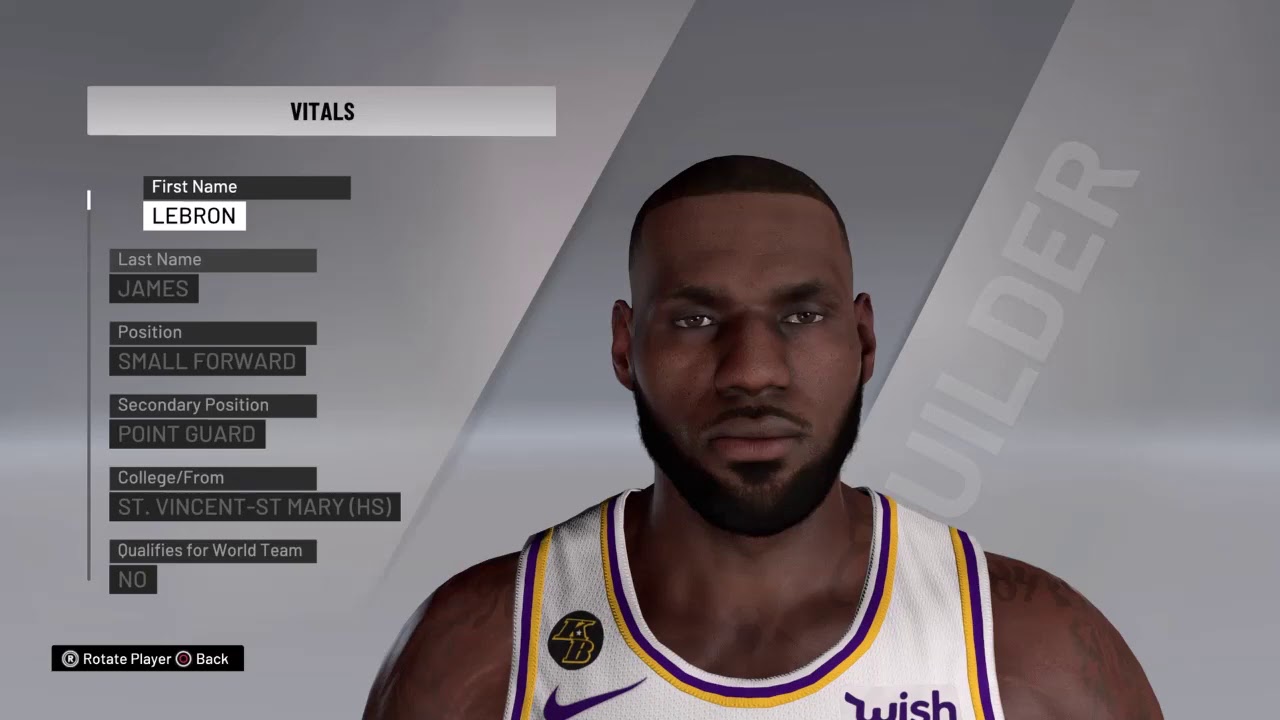 VITALS
First Name
LEBRON
Last Name
JAMES
Position
SMALL FORWARD
Secondary Position
POINT GUARD
College/From
ST. VINCENT-ST MARY (HS)
Qualifies for World Team
NO
R Rotate Player Back
UILDER
KB
wish